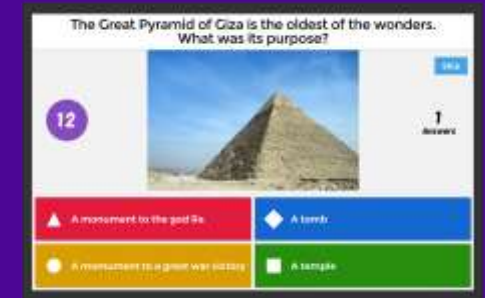 The Great Pyramid of Giza is the oldest of the wonders.
What was its purpose?
Skip
12
1
Answers
A monument to the god Ra.
A tomb
A monument to a great war victory
A temple